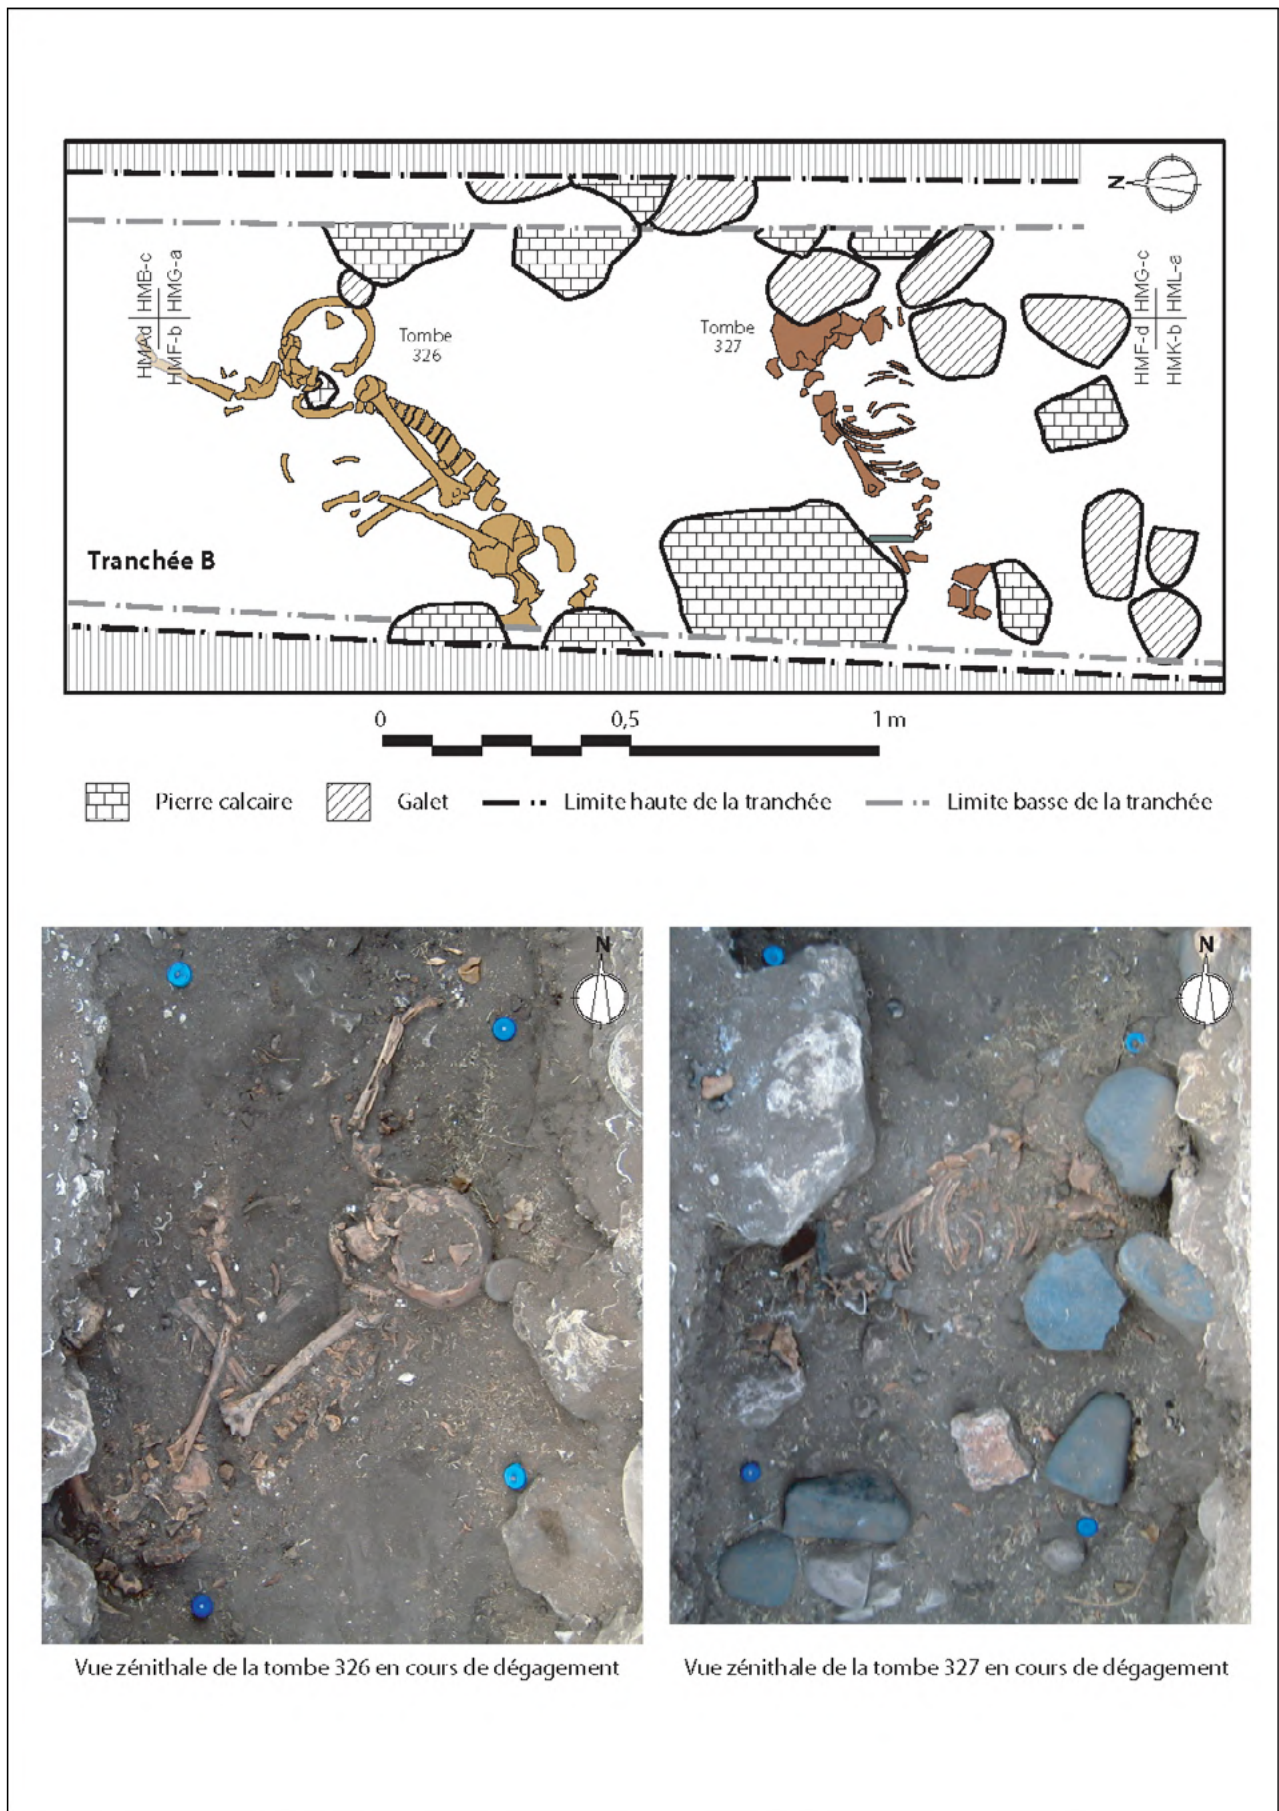 N
HMB-c
HMG-a
HMA-d
HMF-b
Tombe
326
Tombe
327
HMG-c
HML-a
HMF-d
HMK-b
Tranchée B
0 0,5 1 m
Pierre calcaire Galet Limite haute de la tranchée Limite basse de la tranchée
N
N
Vue zénithale de la tombe 326 en cours de dégagement
Vue zénithale de la tombe 327 en cours de dégagement